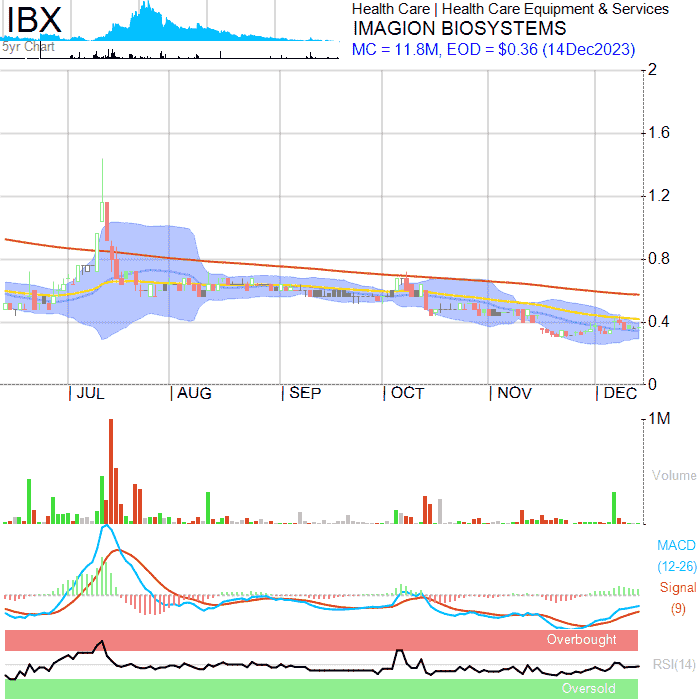 IBX
5yr Chart
Health Care | Health Care Equipment & Services
IMAGION BIOSYSTEMS
MC = 11.8M, EOD = $0.36 (14Dec2023)
2
1.6
1.2
0.8
0.4
0
JUL AUG SEP OCT NOV DEC
1M
Volume
MACD
(12-26)
Signal
(9)
Overbought
RSI(14)
Oversold